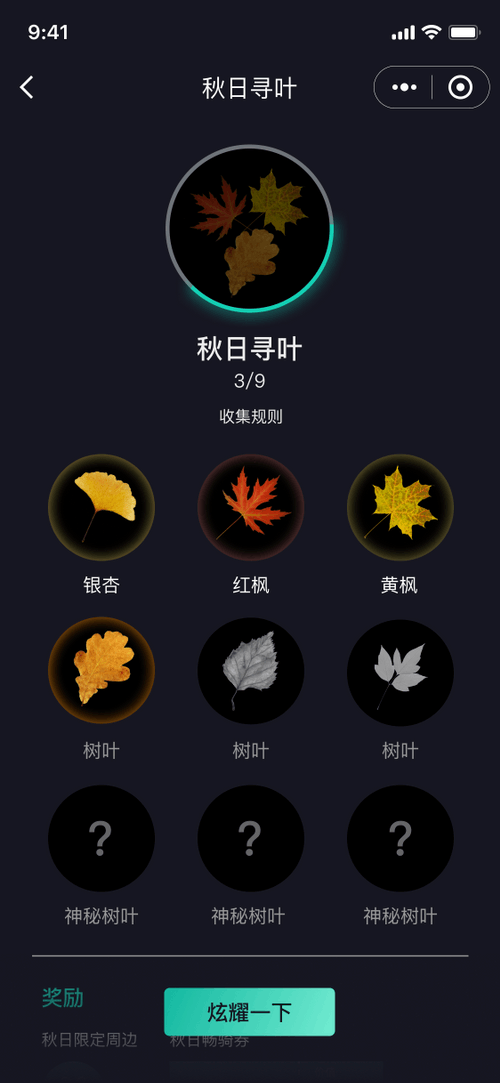 9:41
秋日寻叶
秋日寻叶
3/9
收集规则
银杏 红枫 黄枫
树叶 树叶 树叶
? ? ?
神秘树叶 神秘树叶 神秘树叶
奖励
炫耀一下
秋日限定周边 秋日畅骑券